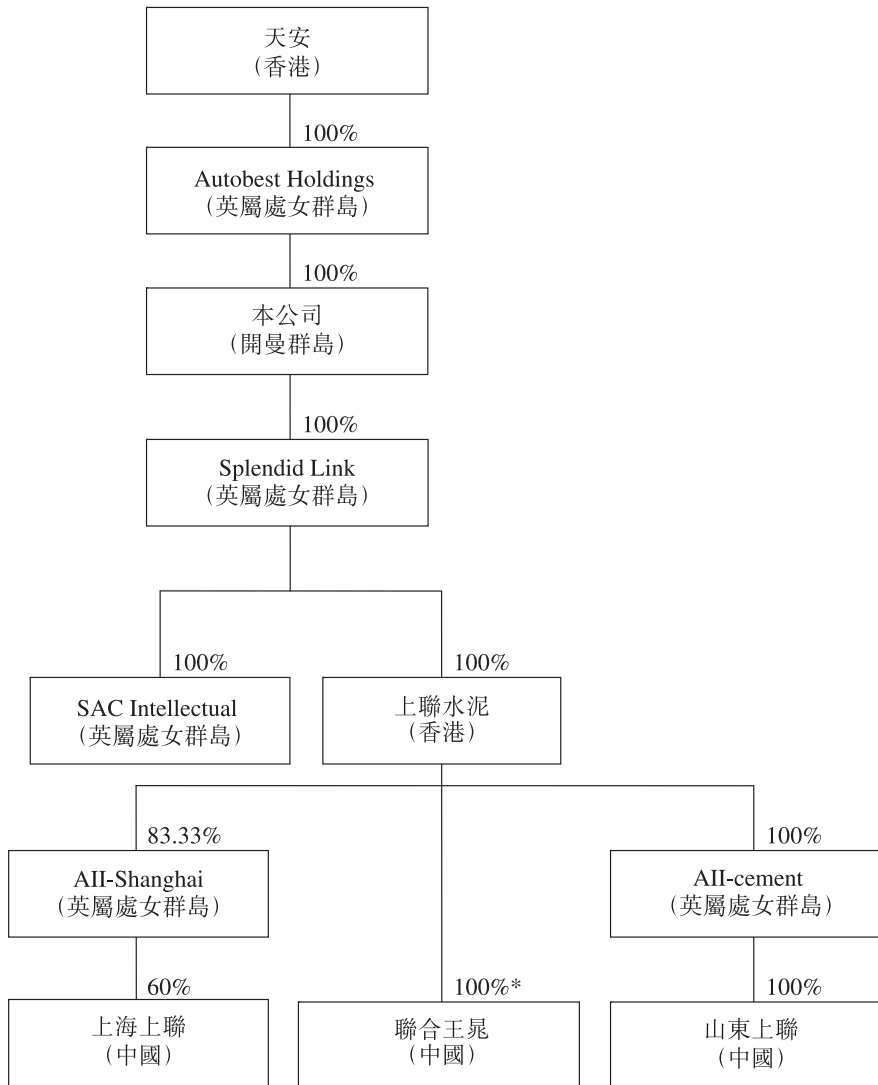 天安
(香港)
100%
Autobest Holdings
(英屬處女群島)
100%
本公司
(開曼群島)
100%
Splendid Link
(英屬處女群島)
100%
100%
SAC Intellectual
(英屬處女群島)
上聯水泥
(香港)
83.33%
100%
AII-Shanghai
(英屬處女群島)
AII-cement
(英屬處女群島)
60%
100%*
100%
上海上聯
(中國)
聯合王晁
(中國)
山東上聯
(中國)